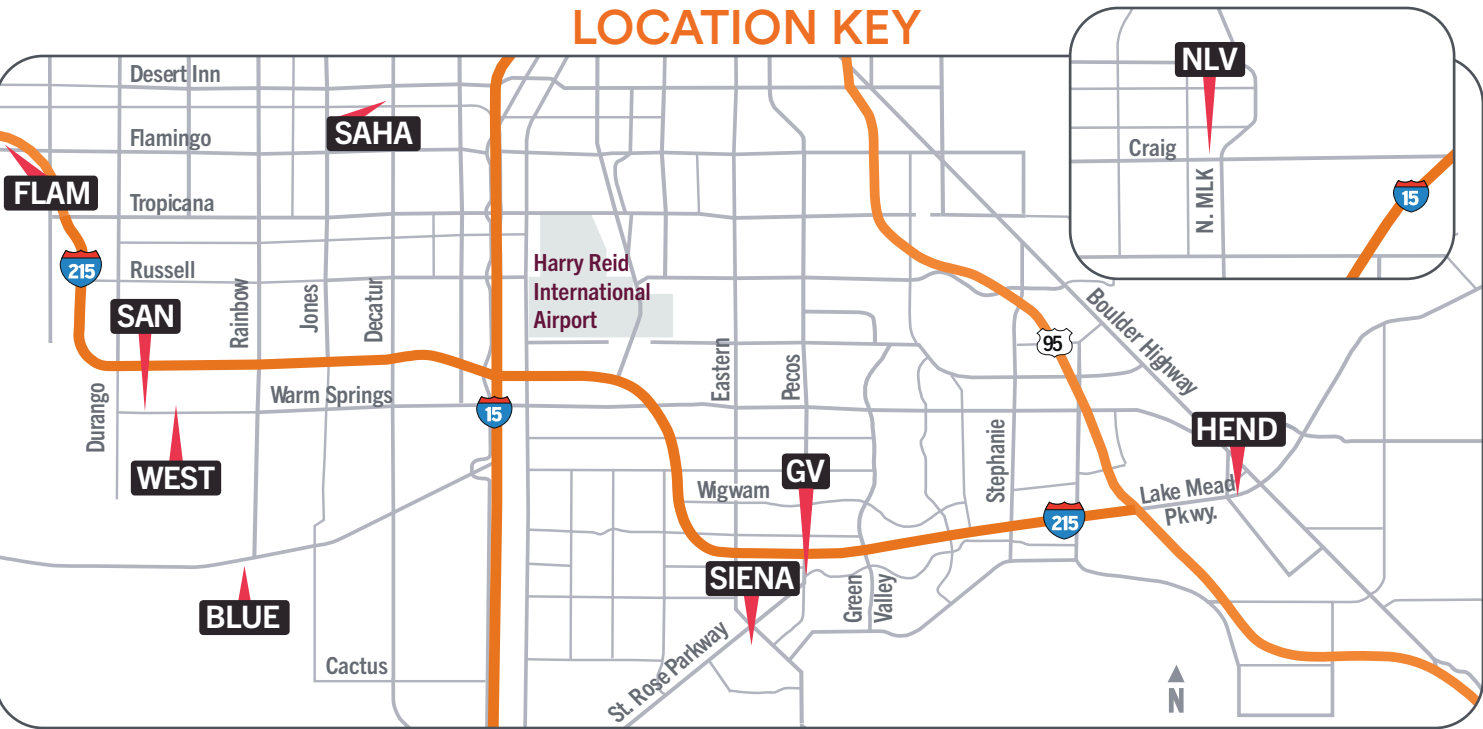 LOCATION KEY
Desert Inn
SAHA
Flamingo
FLAM
Tropicana
215
Russell
SAN
Rainbow
Jones
Decatur
Harry Reid
International
Airport
Durango
Warm Springs
15
WEST
BLUE
Cactus
Eastern
Pecos
GV
Wigwam
SIENA
St. Rose Parkway
Green
Valley
Stephanie
95
Boulder Highway
HEND
Lake Mead
Pkwy.
215
N
NLV
Craig
N. MLK
15